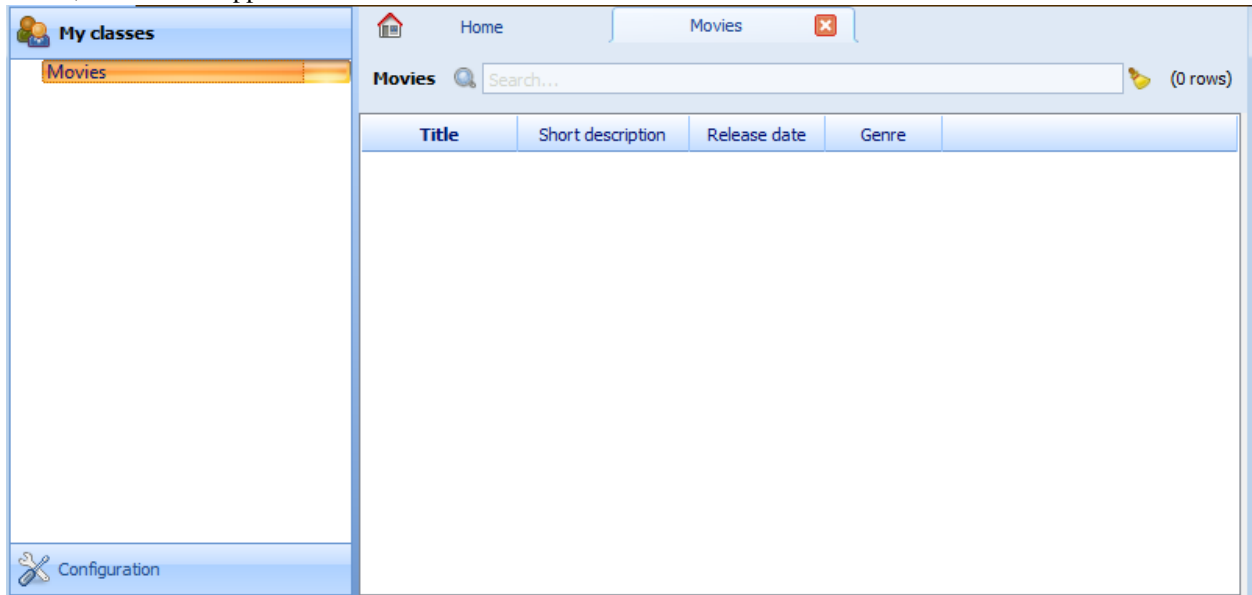 My classes
Movies
Configuration
Home
Movies
Movies Search... (0 rows)
Title Short description Release date Genre